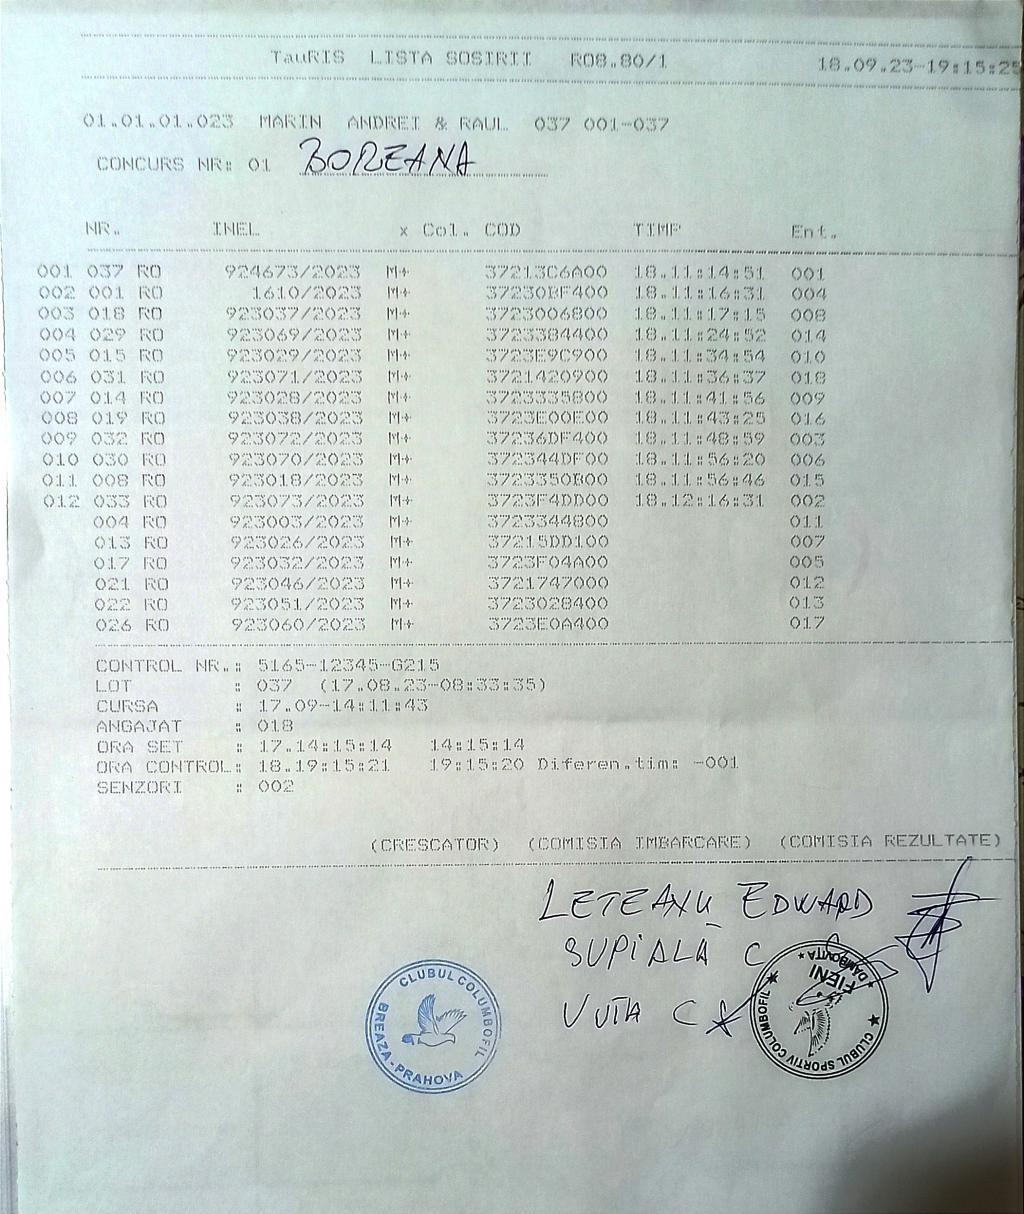 TauRIS LISTA SOSIRII R08.80/1 18.09.23-19:15:25
01.01.01.023 MARIN ANDREI & RAUL 037 001-037
CONCURS NR: 01 BOREANA
NR. INEL x Col. COD TIMP Ent.
001 037 RO 924673/2023 M+ 37213C6A00 18.11:14:51 001
002 001 RO 1610/2023 M+ 37230BF400 18.11:16:31 004
003 018 RO 923037/2023 M+ 3723006800 18.11:17:15 008
004 029 RO 923069/2023 M+ 3723384400 18.11:24:52 014
005 015 RO 923029/2023 M+ 3723E9C900 18.11:34:54 010
006 031 RO 923071/2023 M+ 3721420900 18.11:36:37 018
007 014 RO 923028/2023 M+ 3723335800 18.11:41:56 009
008 019 RO 923038/2023 M+ 3723E00E00 18.11:43:25 016
009 032 RO 923072/2023 M+ 37236DF400 18.11:48:59 003
010 030 RO 923070/2023 M+ 372344DF00 18.11:56:20 006
011 008 RO 923018/2023 M+ 3723350B00 18.11:56:46 015
012 033 RO 923073/2023 M+ 3723F4DD00 18.12:16:31 002
004 RO 923003/2023 M+ 3723344800 011
013 RO 923026/2023 M+ 37215DD100 007
017 RO 923032/2023 M+ 3723F04A00 005
021 RO 923046/2023 M+ 3721747000 012
022 RO 923051/2023 M+ 3723028400 013
026 RO 923060/2023 M+ 3723E0A400 017
CONTROL NR.: 5165-12345-G215
LOT : 037 (17.08.23-08:33:35)
CURSA : 17.09-14:11:43
ANGAJAT : 018
ORA SET : 17.14:15:14 14:15:14
ORA CONTROL: 18.19:15:21 19:15:20 Diferen.tim: -001
SENZORI : 002
(CRESCATOR) (COMISIA IMBARCARE) (COMISIA REZULTATE)
LETEANU EDWARD
SUPIALĂ C
VUTA C
CLUBUL COLUMBOFIL
BREAZA-PRAHOVA
CLUBUL SPORTIV COLUMBOFIL
FIENI
DAMBOVITA